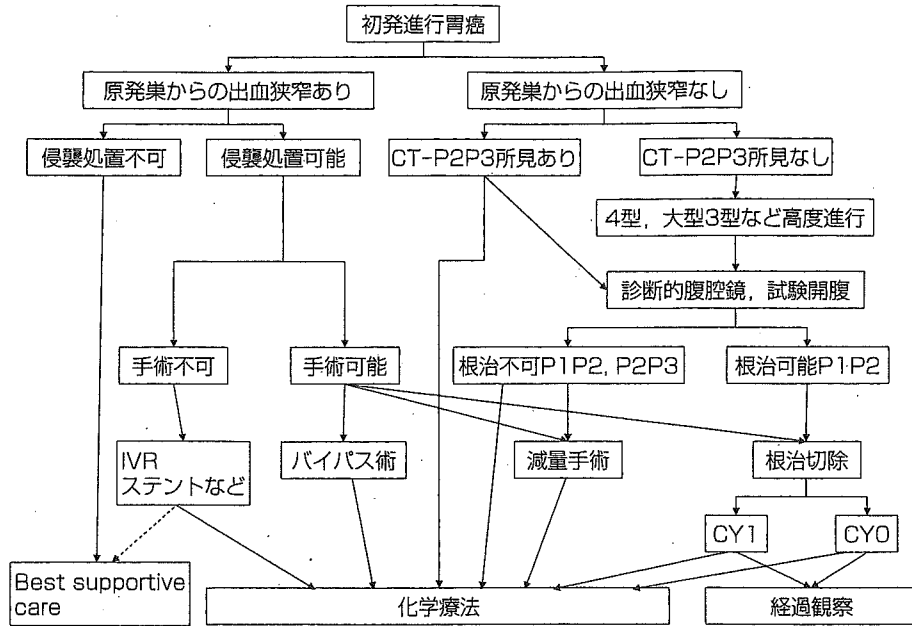 初発進行胃癌
原発巣からの出血狭窄あり
原発巣からの出血狭窄なし
侵襲処置不可
侵襲処置可能
CT-P2P3所見あり
CT-P2P3所見なし
4型，大型3型など高度進行
診断的腹腔鏡，試験開腹
手術不可
手術可能
根治不可P1P2，P2P3
根治可能P1P2
IVR
ステントなど
バイパス術
減量手術
根治切除
CY1
CY0
Best supportive
care
化学療法
経過観察